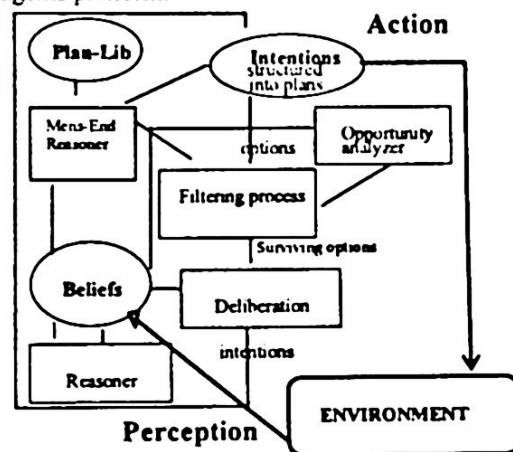 Action
Plan-Lib
Intentions
structured
into plans
Mens-End
Reasoner
options
Opportunity
analyzer
Filtering process
Surviving options
Beliefs
Deliberation
intentions
Reasoner
ENVIRONMENT
Perception